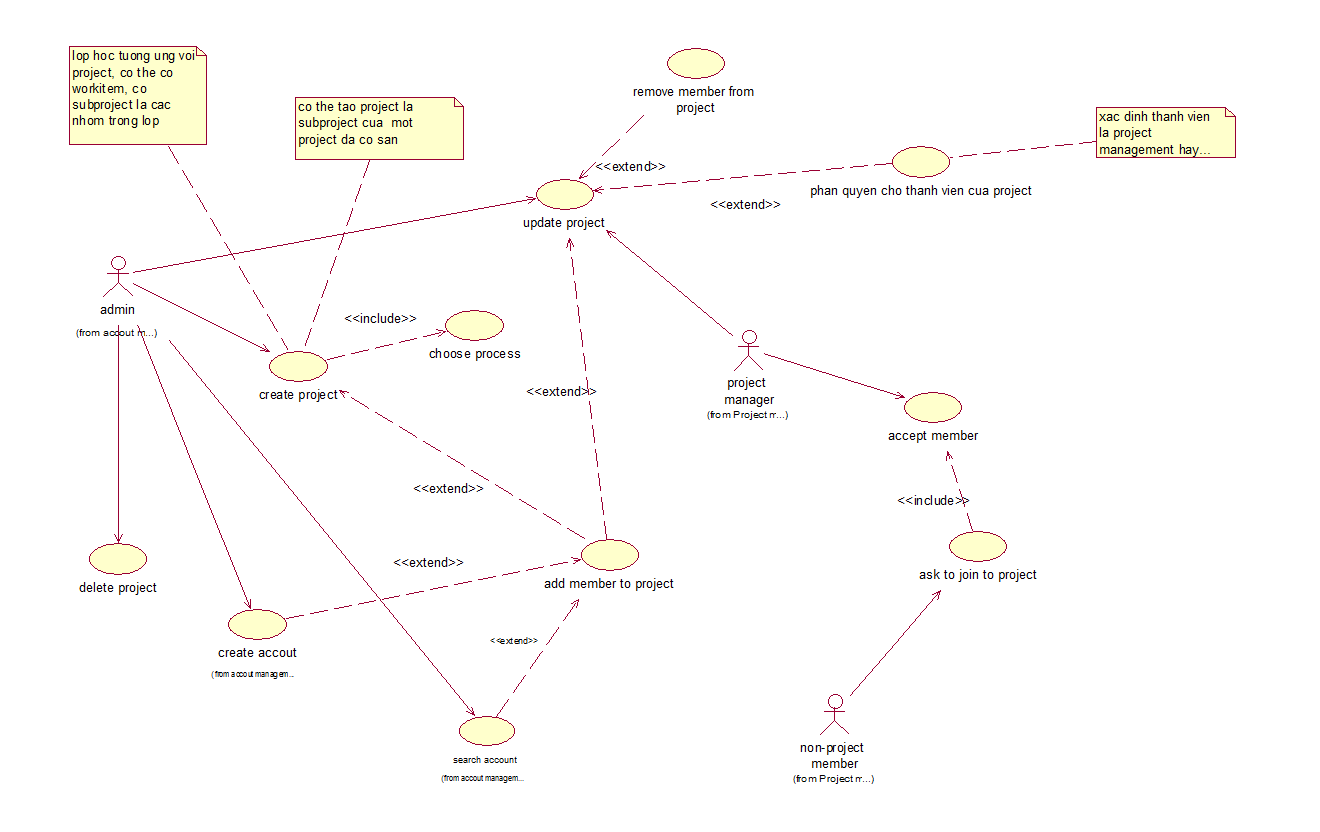 lop hoc tuong ung voi
project, co the co
workitem, co
subproject la cac
nhom trong lop
co the tao project la
subproject cua mot
project da co san
remove member from
project
xac dinh thanh vien
la project
management hay...
<<extend>>
phan quyen cho thanh vien cua project
<<extend>>
update project
admin
(from accout m...)
<<include>>
choose process
create project
<<extend>>
project
manager
(from Project m...)
accept member
<<extend>>
<<include>>
<<extend>>
add member to project
ask to join to project
delete project
<<extend>>
create accout
(from accout managem...
search account
(from accout managem...
non-project
member
(from Project m...)